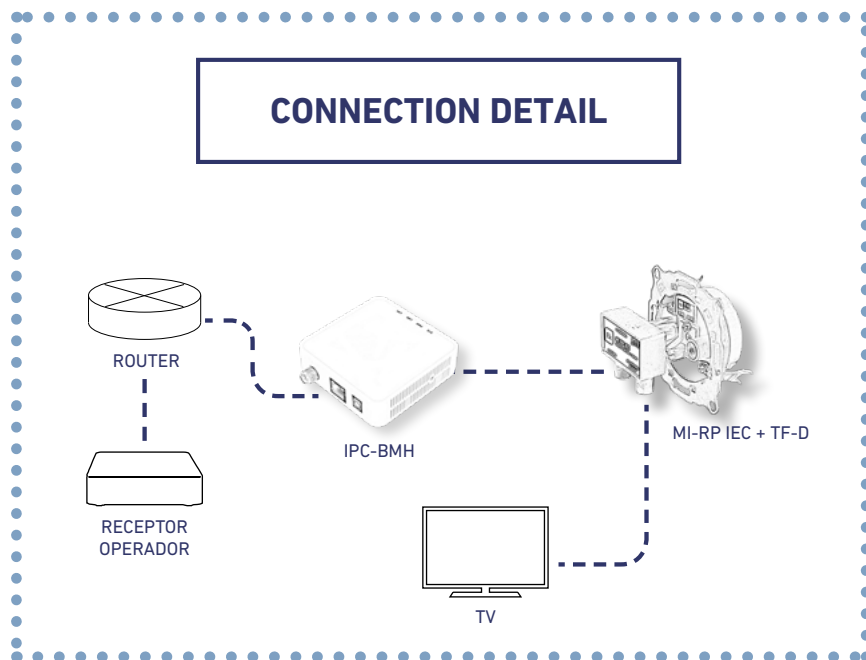 CONNECTION DETAIL
ROUTER
IPC-BMH
MI-RP IEC + TF-D
RECEPTOR
OPERADOR
TV